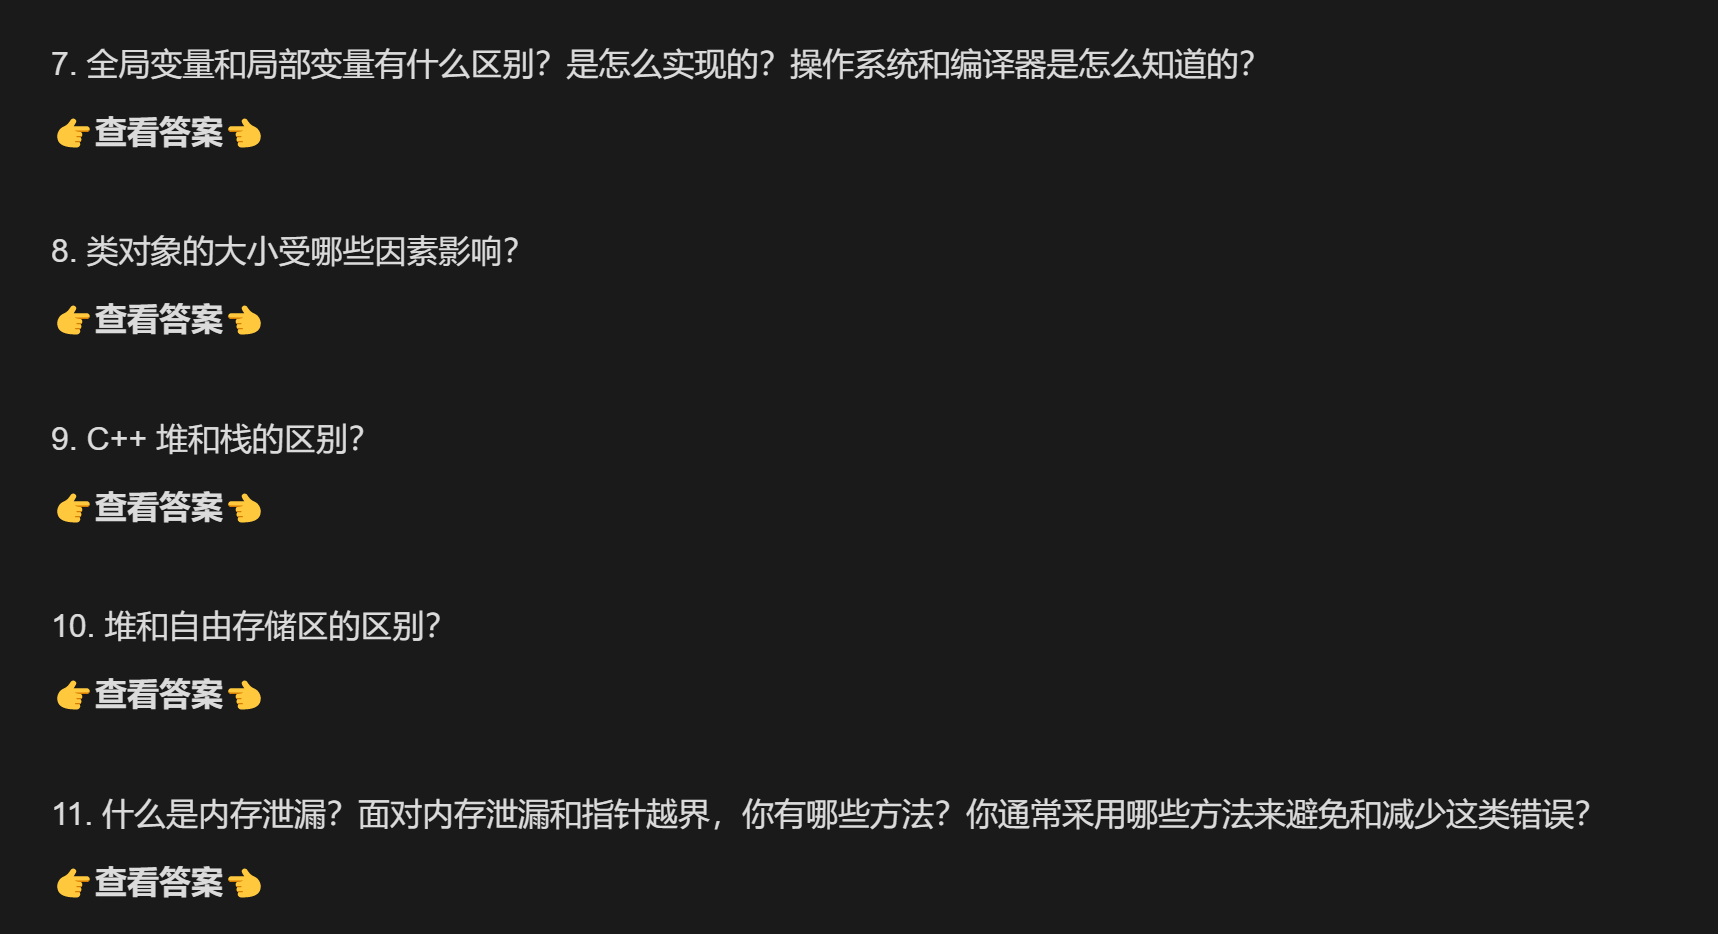 7. 全局变量和局部变量有什么区别？是怎么实现的？操作系统和编译器是怎么知道的？
👉查看答案👈
8. 类对象的大小受哪些因素影响？
👉查看答案👈
9. C++ 堆和栈的区别？
👉查看答案👈
10. 堆和自由存储区的区别？
👉查看答案👈
11. 什么是内存泄漏？面对内存泄漏和指针越界，你有哪些方法？你通常采用哪些方法来避免和减少这类错误？
👉查看答案👈